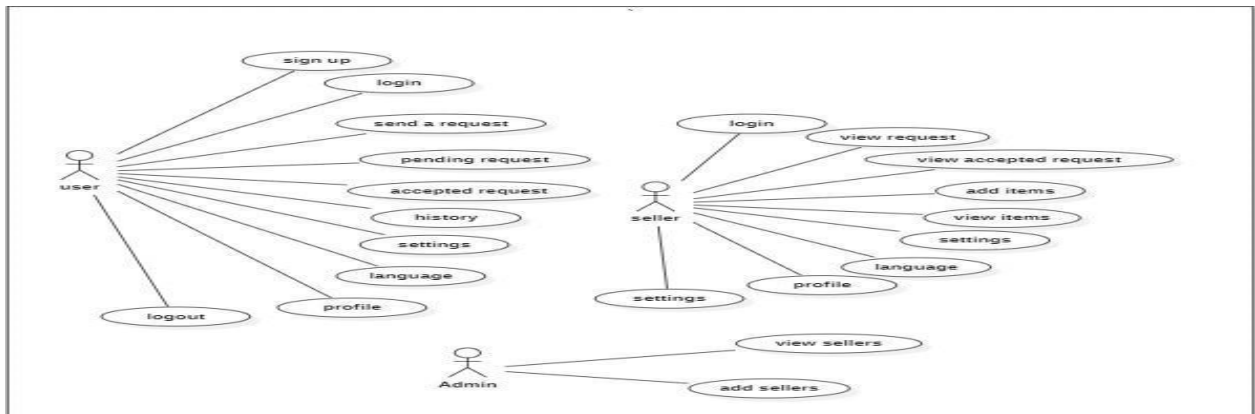 sign up
login
send a request
pending request
accepted request
history
settings
language
profile
logout
user
login
view request
view accepted request
add items
view items
settings
language
profile
settings
seller
view sellers
add sellers
Admin